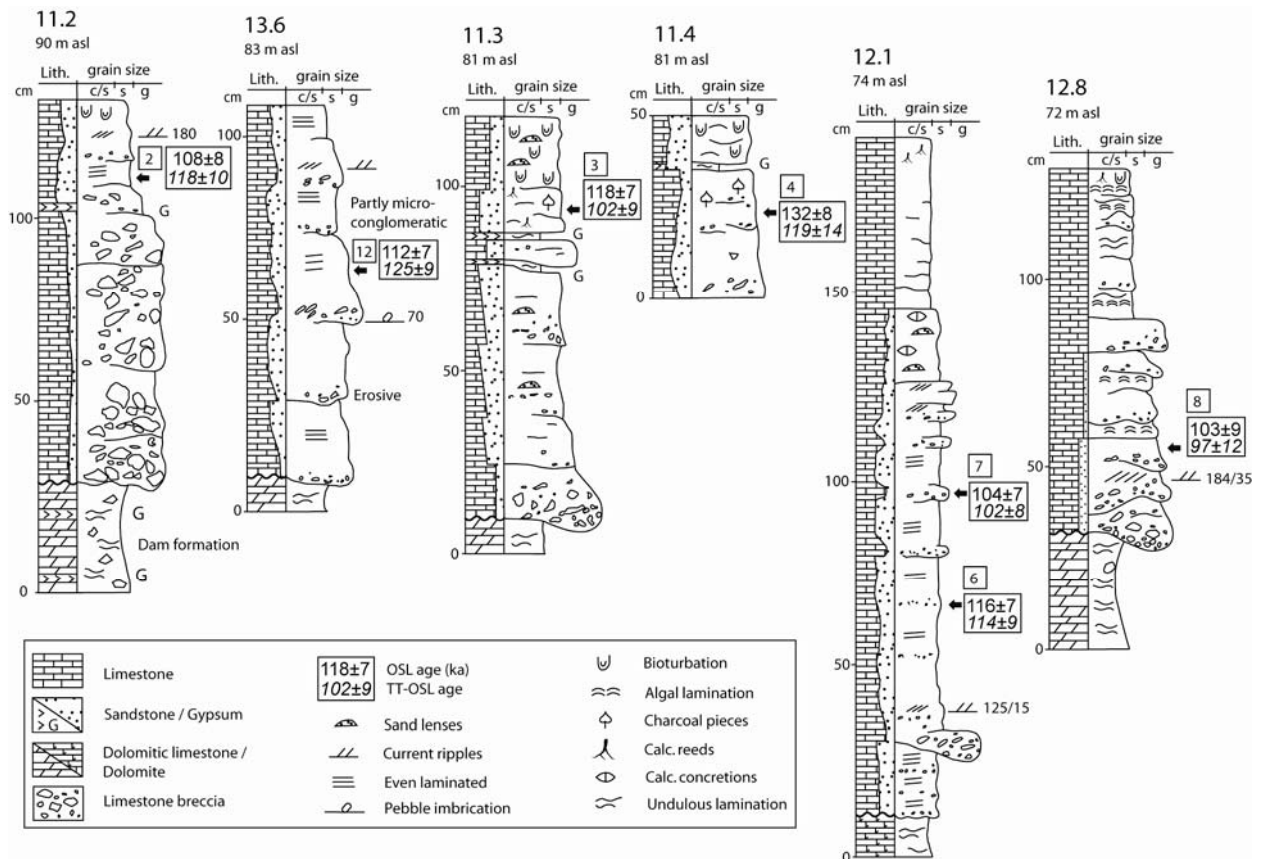 11.2
90 m asl
Lith.
grain size
cm
c/s
s
g
180
2
108±8
118±10
100
G
50
G
Dam formation
G
0
13.6
83 m asl
Lith.
grain size
cm
c/s
s
g
100
Partly micro-
conglomeratic
12
112±7
125±9
50
70
Erosive
0
11.3
81 m asl
Lith.
grain size
cm
c/s
s
g
3
118±7
102±9
100
G
G
50
0
11.4
81 m asl
Lith.
grain size
cm
c/s
s
g
50
G
4
132±8
119±14
0
12.1
74 m asl
Lith.
grain size
cm
c/s
s
g
150
100
7
104±7
102±8
6
116±7
114±9
50
125/15
0
12.8
72 m asl
Lith.
grain size
cm
c/s
s
g
100
8
103±9
97±12
50
184/35
0
Limestone
G
Sandstone / Gypsum
Dolomitic limestone /
Dolomite
Limestone breccia
118±7
OSL age (ka)
102±9
TT-OSL age
Sand lenses
Current ripples
Even laminated
Pebble imbrication
Bioturbation
Algal lamination
Charcoal pieces
Calc. reeds
Calc. concretions
Undulous lamination